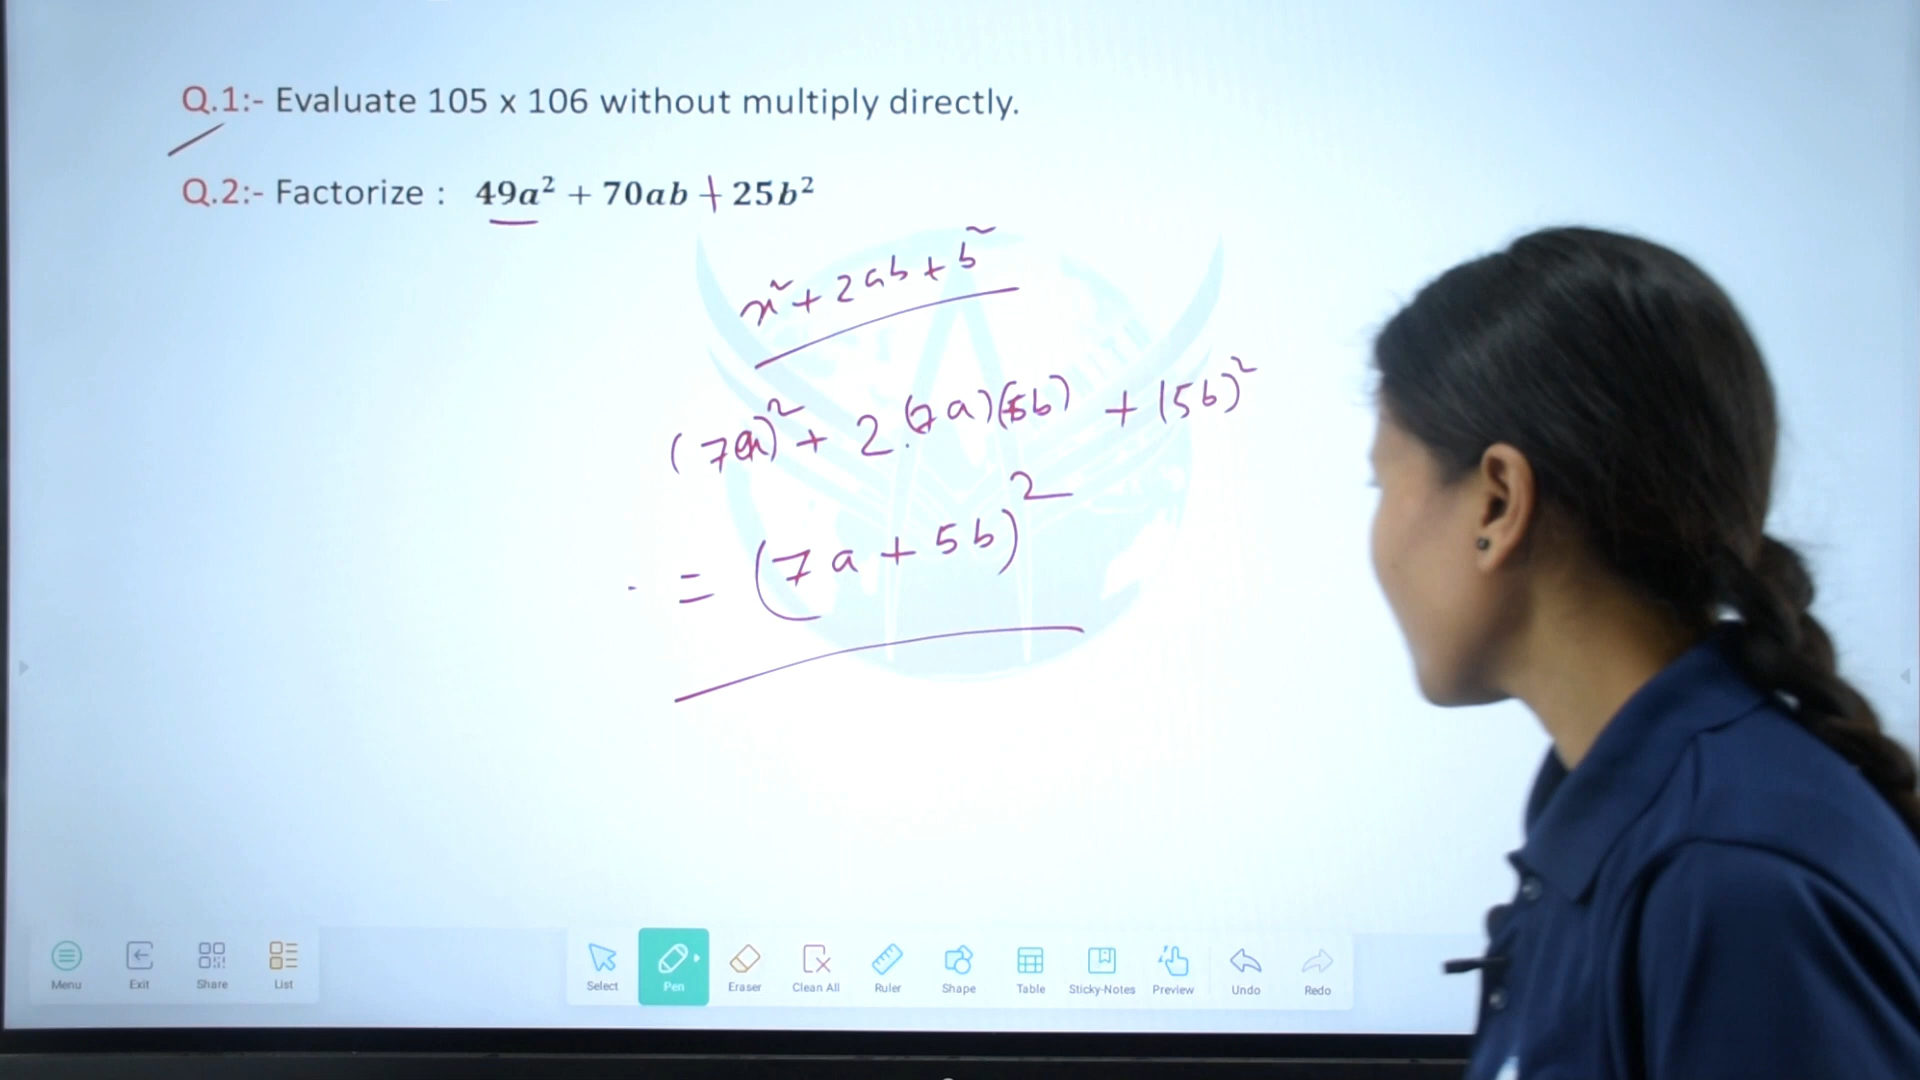 Q.1:- Evaluate 105 x 106 without multiply directly.
Q.2:- Factorize : 49a² + 70ab + 25b²
x² + 2ab + b²
(7a)² + 2.(7a)(5b) + (5b)²
= (7a + 5b)²
Menu Exit Share List Select Pen Eraser Clean All Ruler Shape Table Sticky-Notes Preview Undo Redo